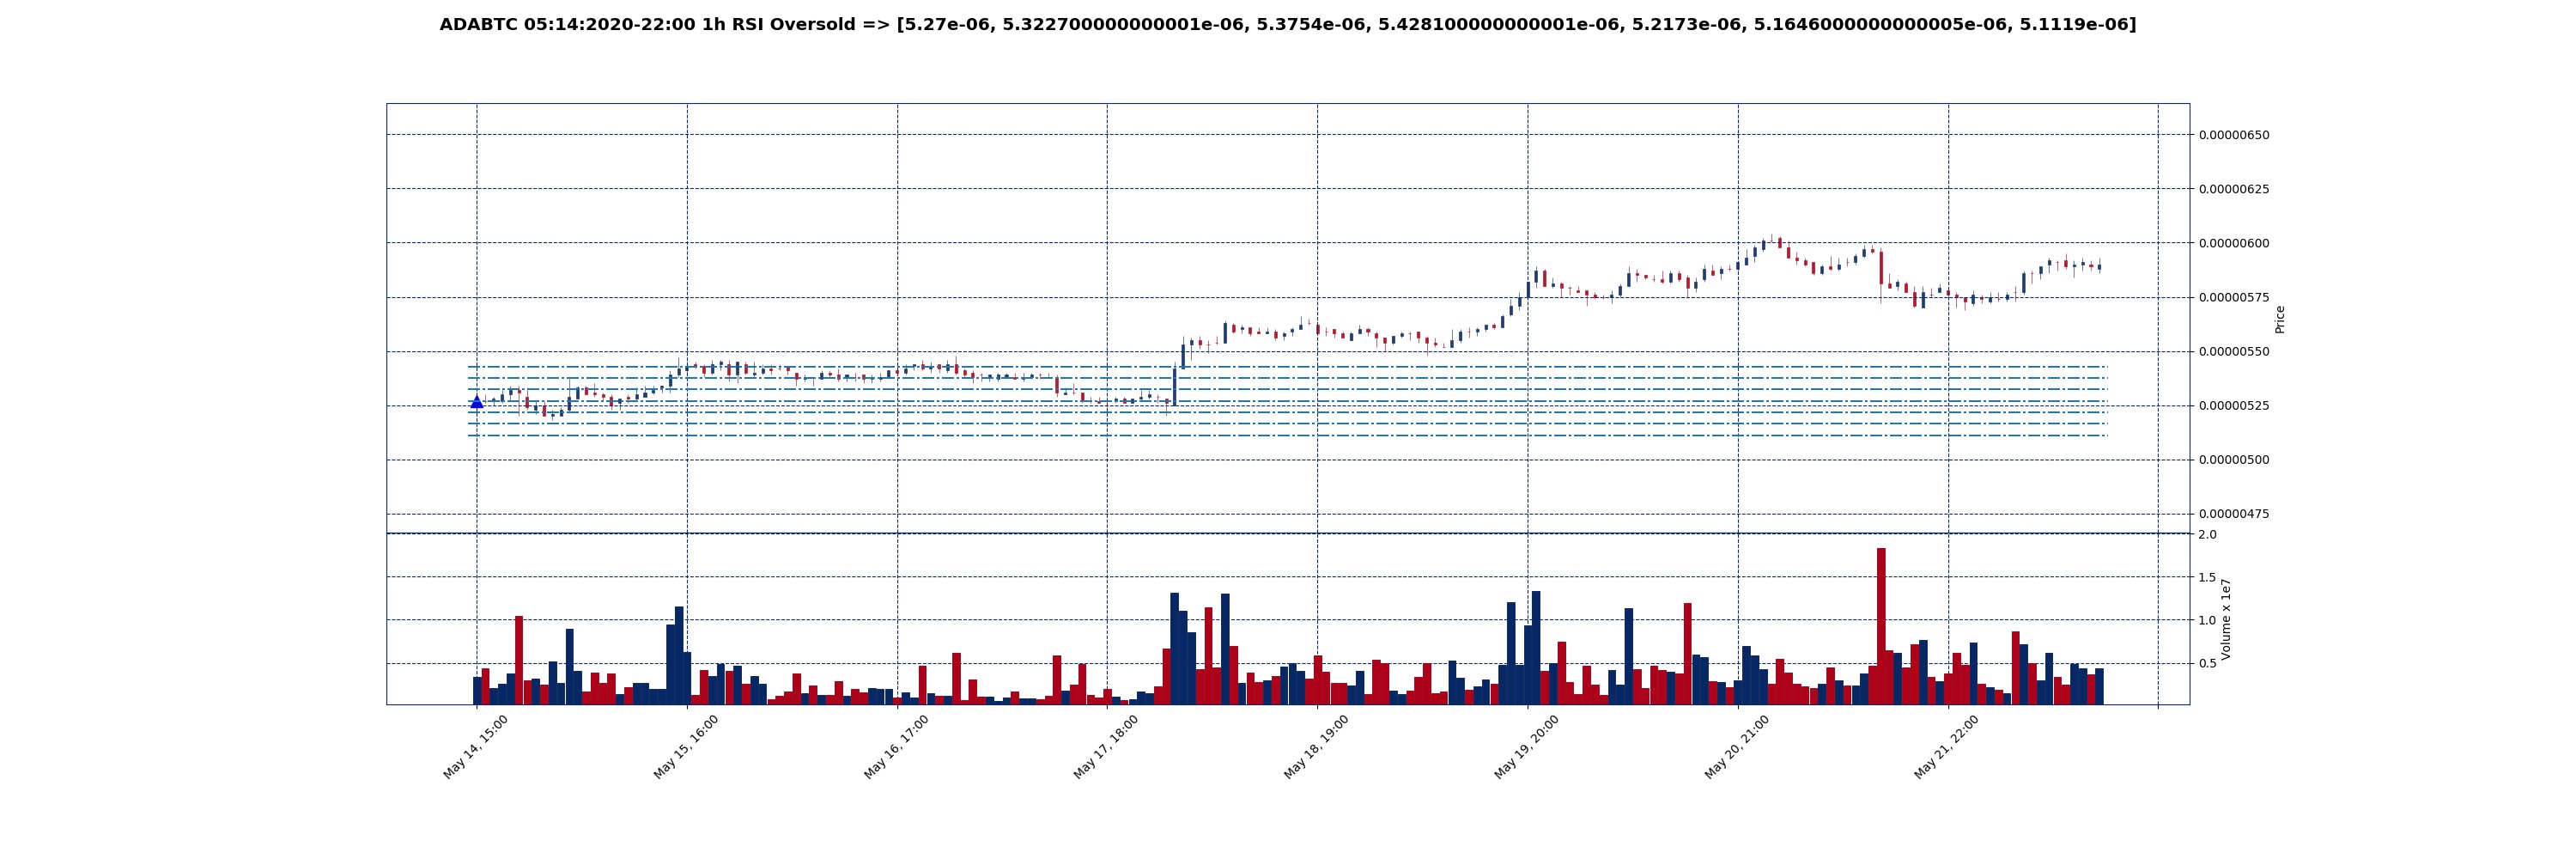 ADABTC 05:14:2020-22:00 1h RSI Oversold => [5.27e-06, 5.322700000000001e-06, 5.3754e-06, 5.428100000000001e-06, 5.2173e-06, 5.1646000000000005e-06, 5.1119e-06]
0.00000650
0.00000625
0.00000600
0.00000575
0.00000550
0.00000525
0.00000500
0.00000475
Price
2.0
1.5
1.0
0.5
Volume x 1e7
May 14, 15:00
May 15, 16:00
May 16, 17:00
May 17, 18:00
May 18, 19:00
May 19, 20:00
May 20, 21:00
May 21, 22:00